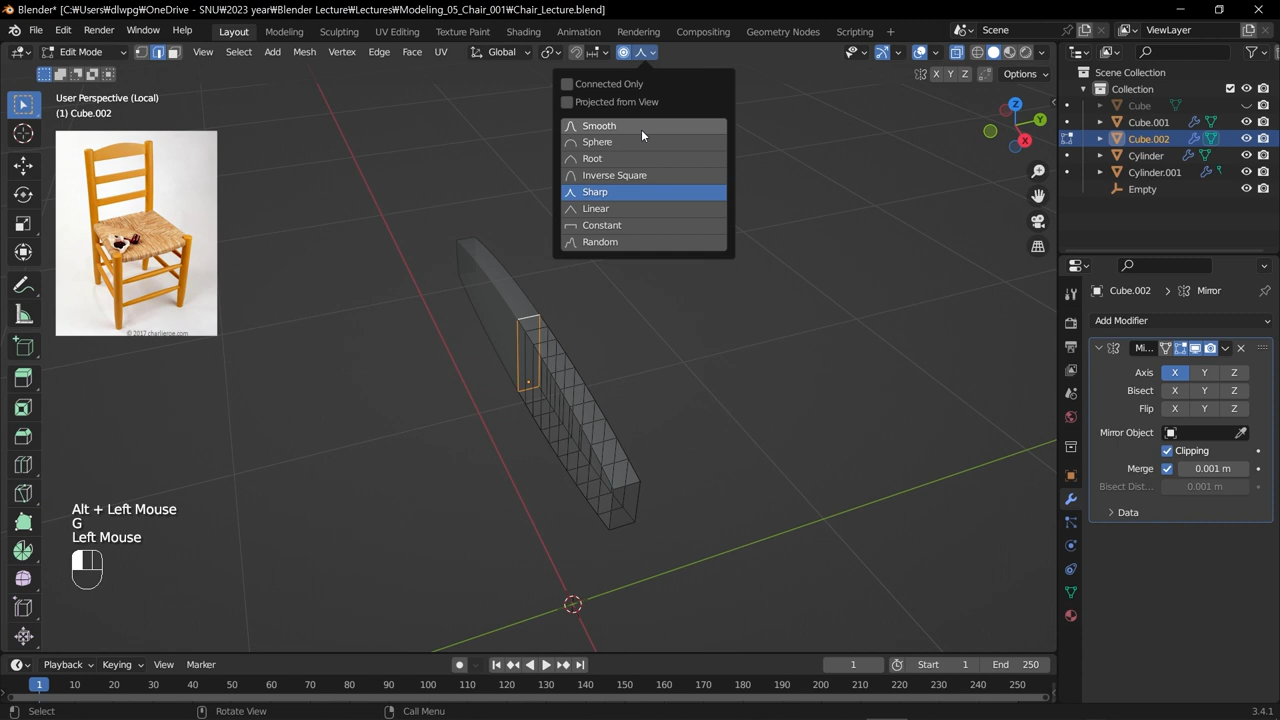 Blender* [C:₩Users₩dlwpg₩OneDrive - SNU₩2023 year₩Blender Lecture₩Lectures₩Modeling_05_Chair_001₩Chair_Lecture.blend]
File Edit Render Window Help Layout Modeling Sculpting UV Editing Texture Paint Shading Animation Rendering Compositing Geometry Nodes Scripting + Scene ViewLayer
Edit Mode View Select Add Mesh Vertex Edge Face UV Global
X Y Z Options
User Perspective (Local)
(1) Cube.002
Connected Only
Projected from View
Smooth
Sphere
Root
Inverse Square
Sharp
Linear
Constant
Random
Z
Y
X
© 2017 charlieroe.com
Alt + Left Mouse
G
Left Mouse
Scene Collection
Collection
Cube
Cube.001
Cube.002
Cylinder
Cylinder.001
Empty
Cube.002 > Mirror
Add Modifier
Mi...
Axis X Y Z
Bisect X Y Z
Flip X Y Z
Mirror Object
Clipping
Merge 0.001 m
Bisect Dist... 0.001 m
Data
Playback Keying View Marker 1 Start 1 End 250
1 10 20 30 40 50 60 70 80 90 100 110 120 130 140 150 160 170 180 190 200 210 220 230 240 250
Select Rotate View Call Menu 3.4.1